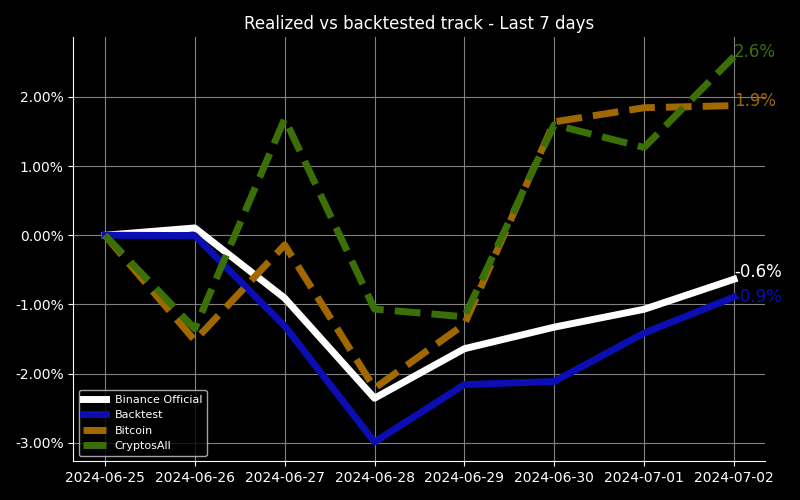 Realized vs backtested track - Last 7 days
2.6%
1.9%
2.00%
1.00%
0.00%
-0.6%
-0.9%
-1.00%
-2.00%
-3.00%
Binance Official
Backtest
Bitcoin
CryptosAll
2024-06-25 2024-06-26 2024-06-27 2024-06-28 2024-06-29 2024-06-30 2024-07-01 2024-07-02